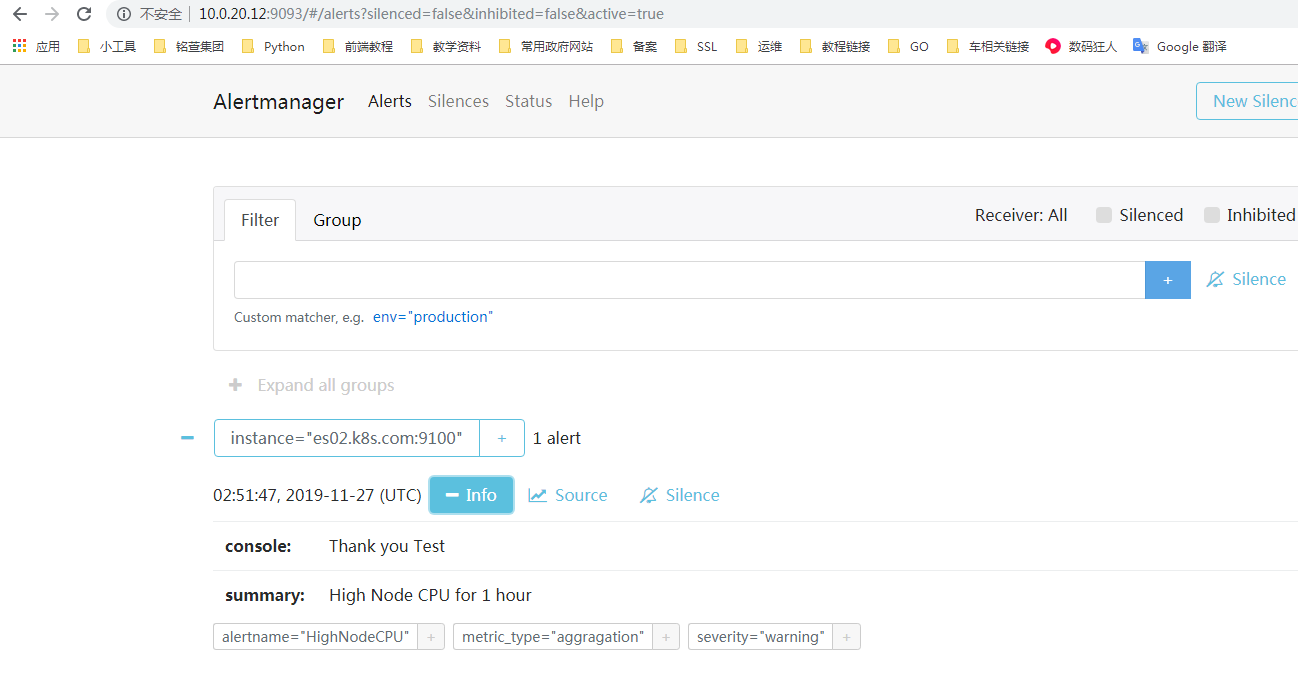 不安全 | 10.0.20.12:9093/#/alerts?silenced=false&inhibited=false&active=true
应用 小工具 铭萱集团 Python 前端教程 教学资料 常用政府网站 备案 SSL 运维 教程链接 GO 车相关链接 数码狂人 Google 翻译
Alertmanager Alerts Silences Status Help New Silenc
Filter Group Receiver: All Silenced Inhibited
+ Silence
Custom matcher, e.g. env="production"
+ Expand all groups
instance="es02.k8s.com:9100" + 1 alert
02:51:47, 2019-11-27 (UTC) Info Source Silence
console: Thank you Test
summary: High Node CPU for 1 hour
alertname="HighNodeCPU" + metric_type="aggragation" + severity="warning" +